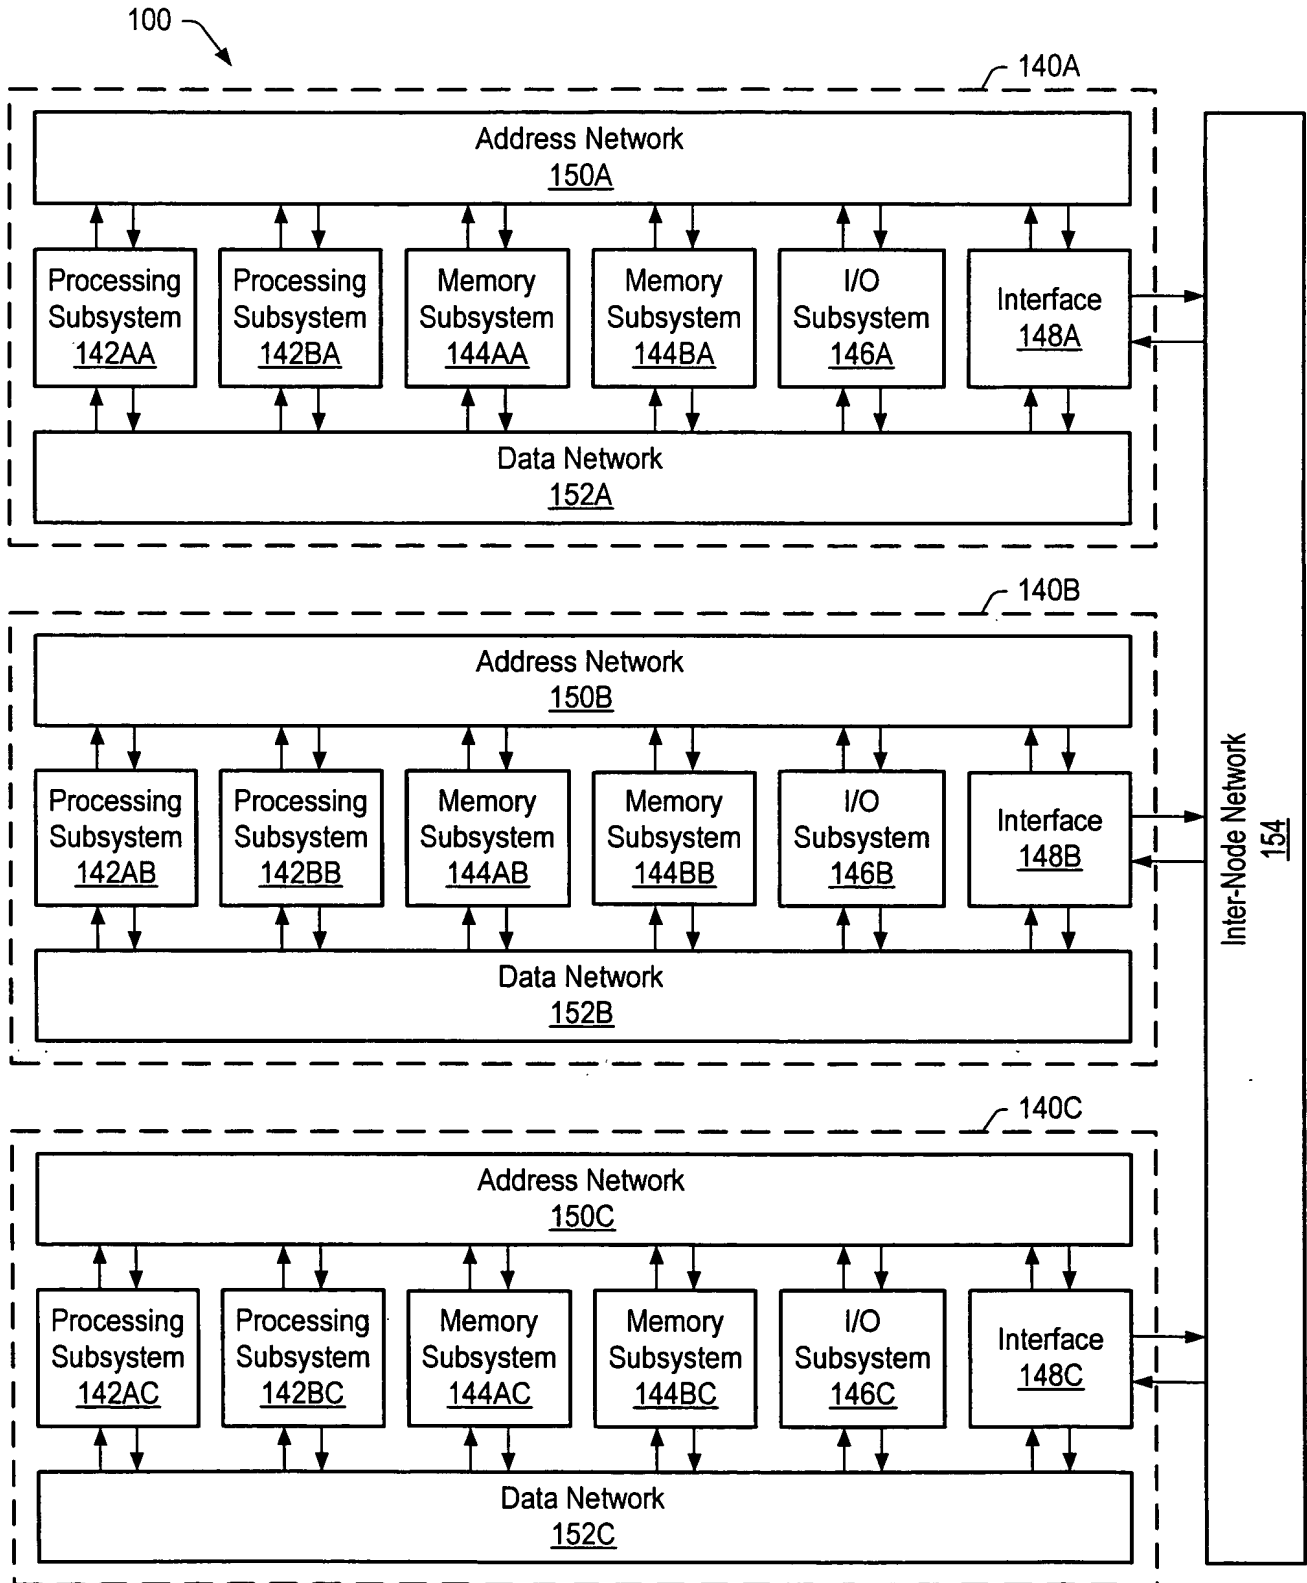 100
140A
Address Network
150A
Processing
Subsystem
142AA
Processing
Subsystem
142BA
Memory
Subsystem
144AA
Memory
Subsystem
144BA
I/O
Subsystem
146A
Interface
148A
Data Network
152A
140B
Address Network
150B
Processing
Subsystem
142AB
Processing
Subsystem
142BB
Memory
Subsystem
144AB
Memory
Subsystem
144BB
I/O
Subsystem
146B
Interface
148B
Data Network
152B
140C
Address Network
150C
Processing
Subsystem
142AC
Processing
Subsystem
142BC
Memory
Subsystem
144AC
Memory
Subsystem
144BC
I/O
Subsystem
146C
Interface
148C
Data Network
152C
Inter-Node Network
154